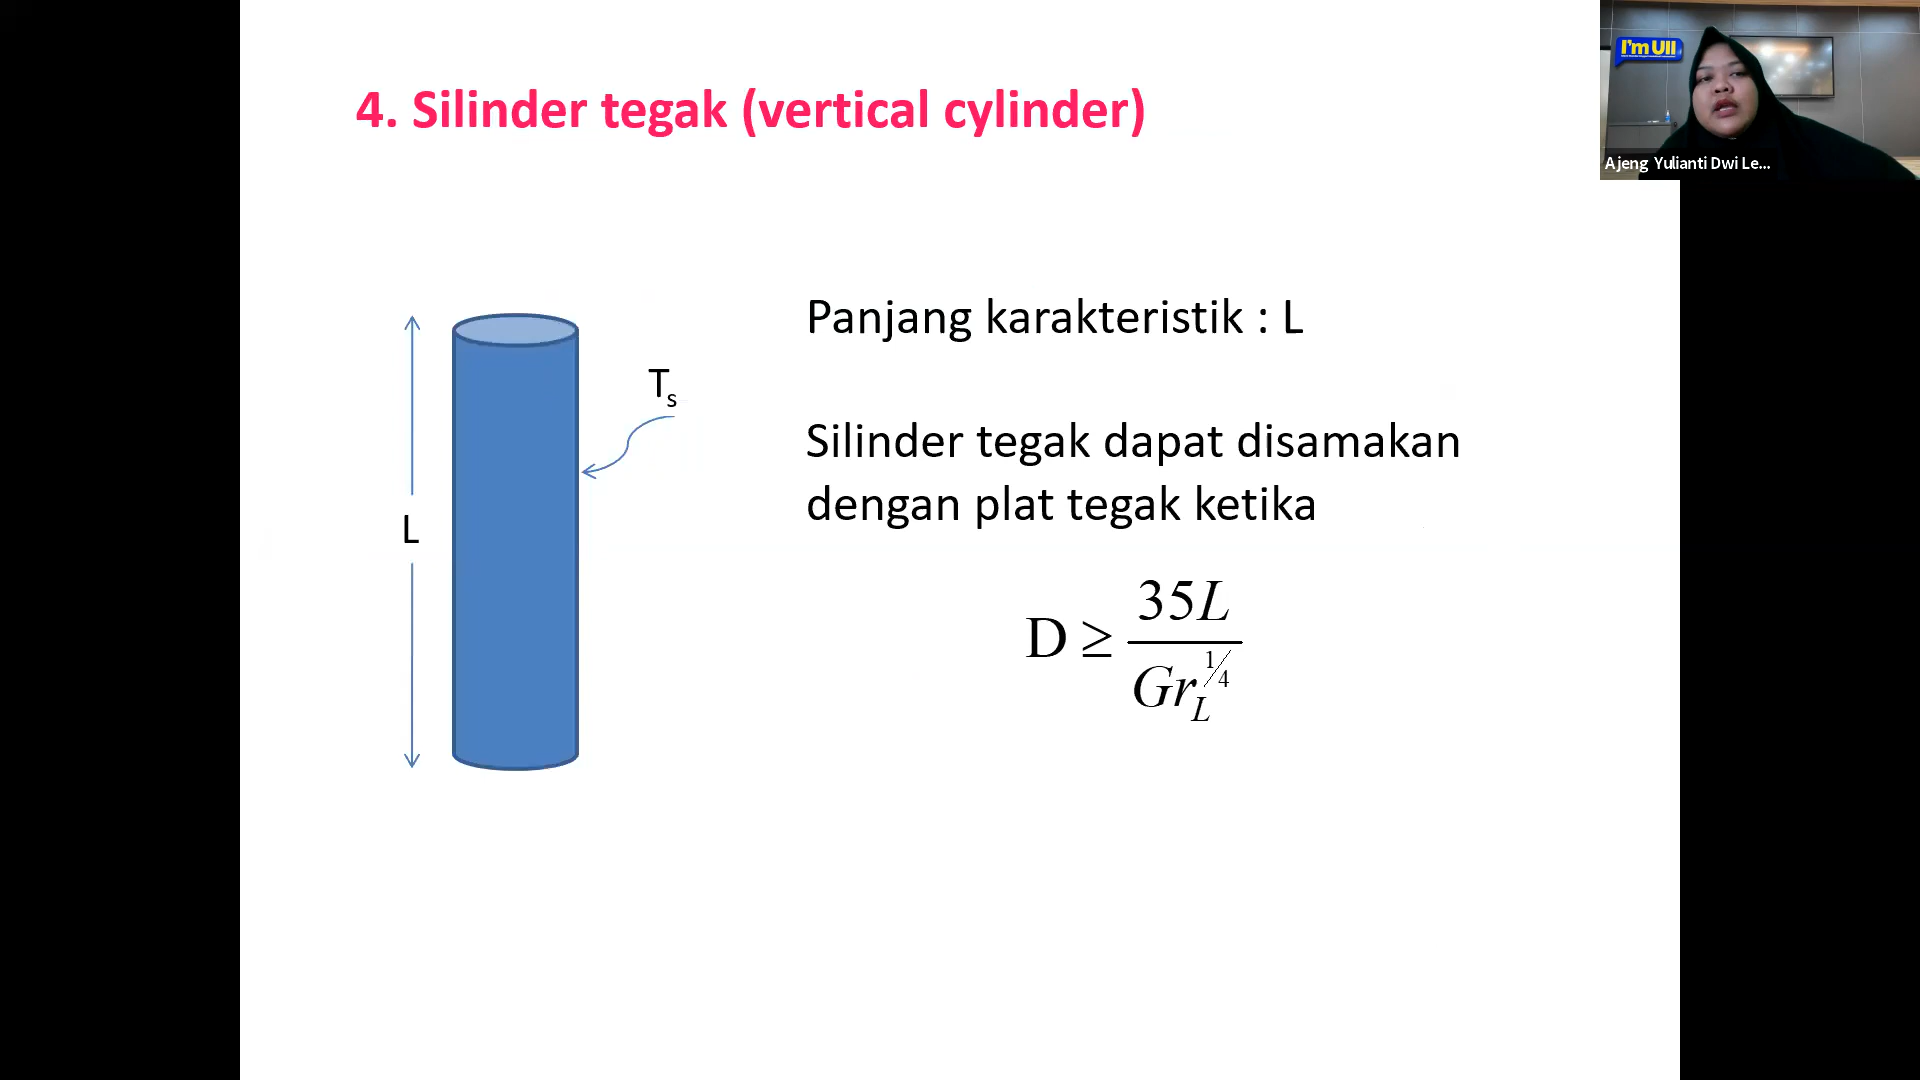 4. Silinder tegak (vertical cylinder)
I'm UII
Ajeng Yulianti Dwi Le...
Panjang karakteristik : L
T_s
Silinder tegak dapat disamakan
dengan plat tegak ketika
L
D ≥ 35L / Gr_L^{1/4}